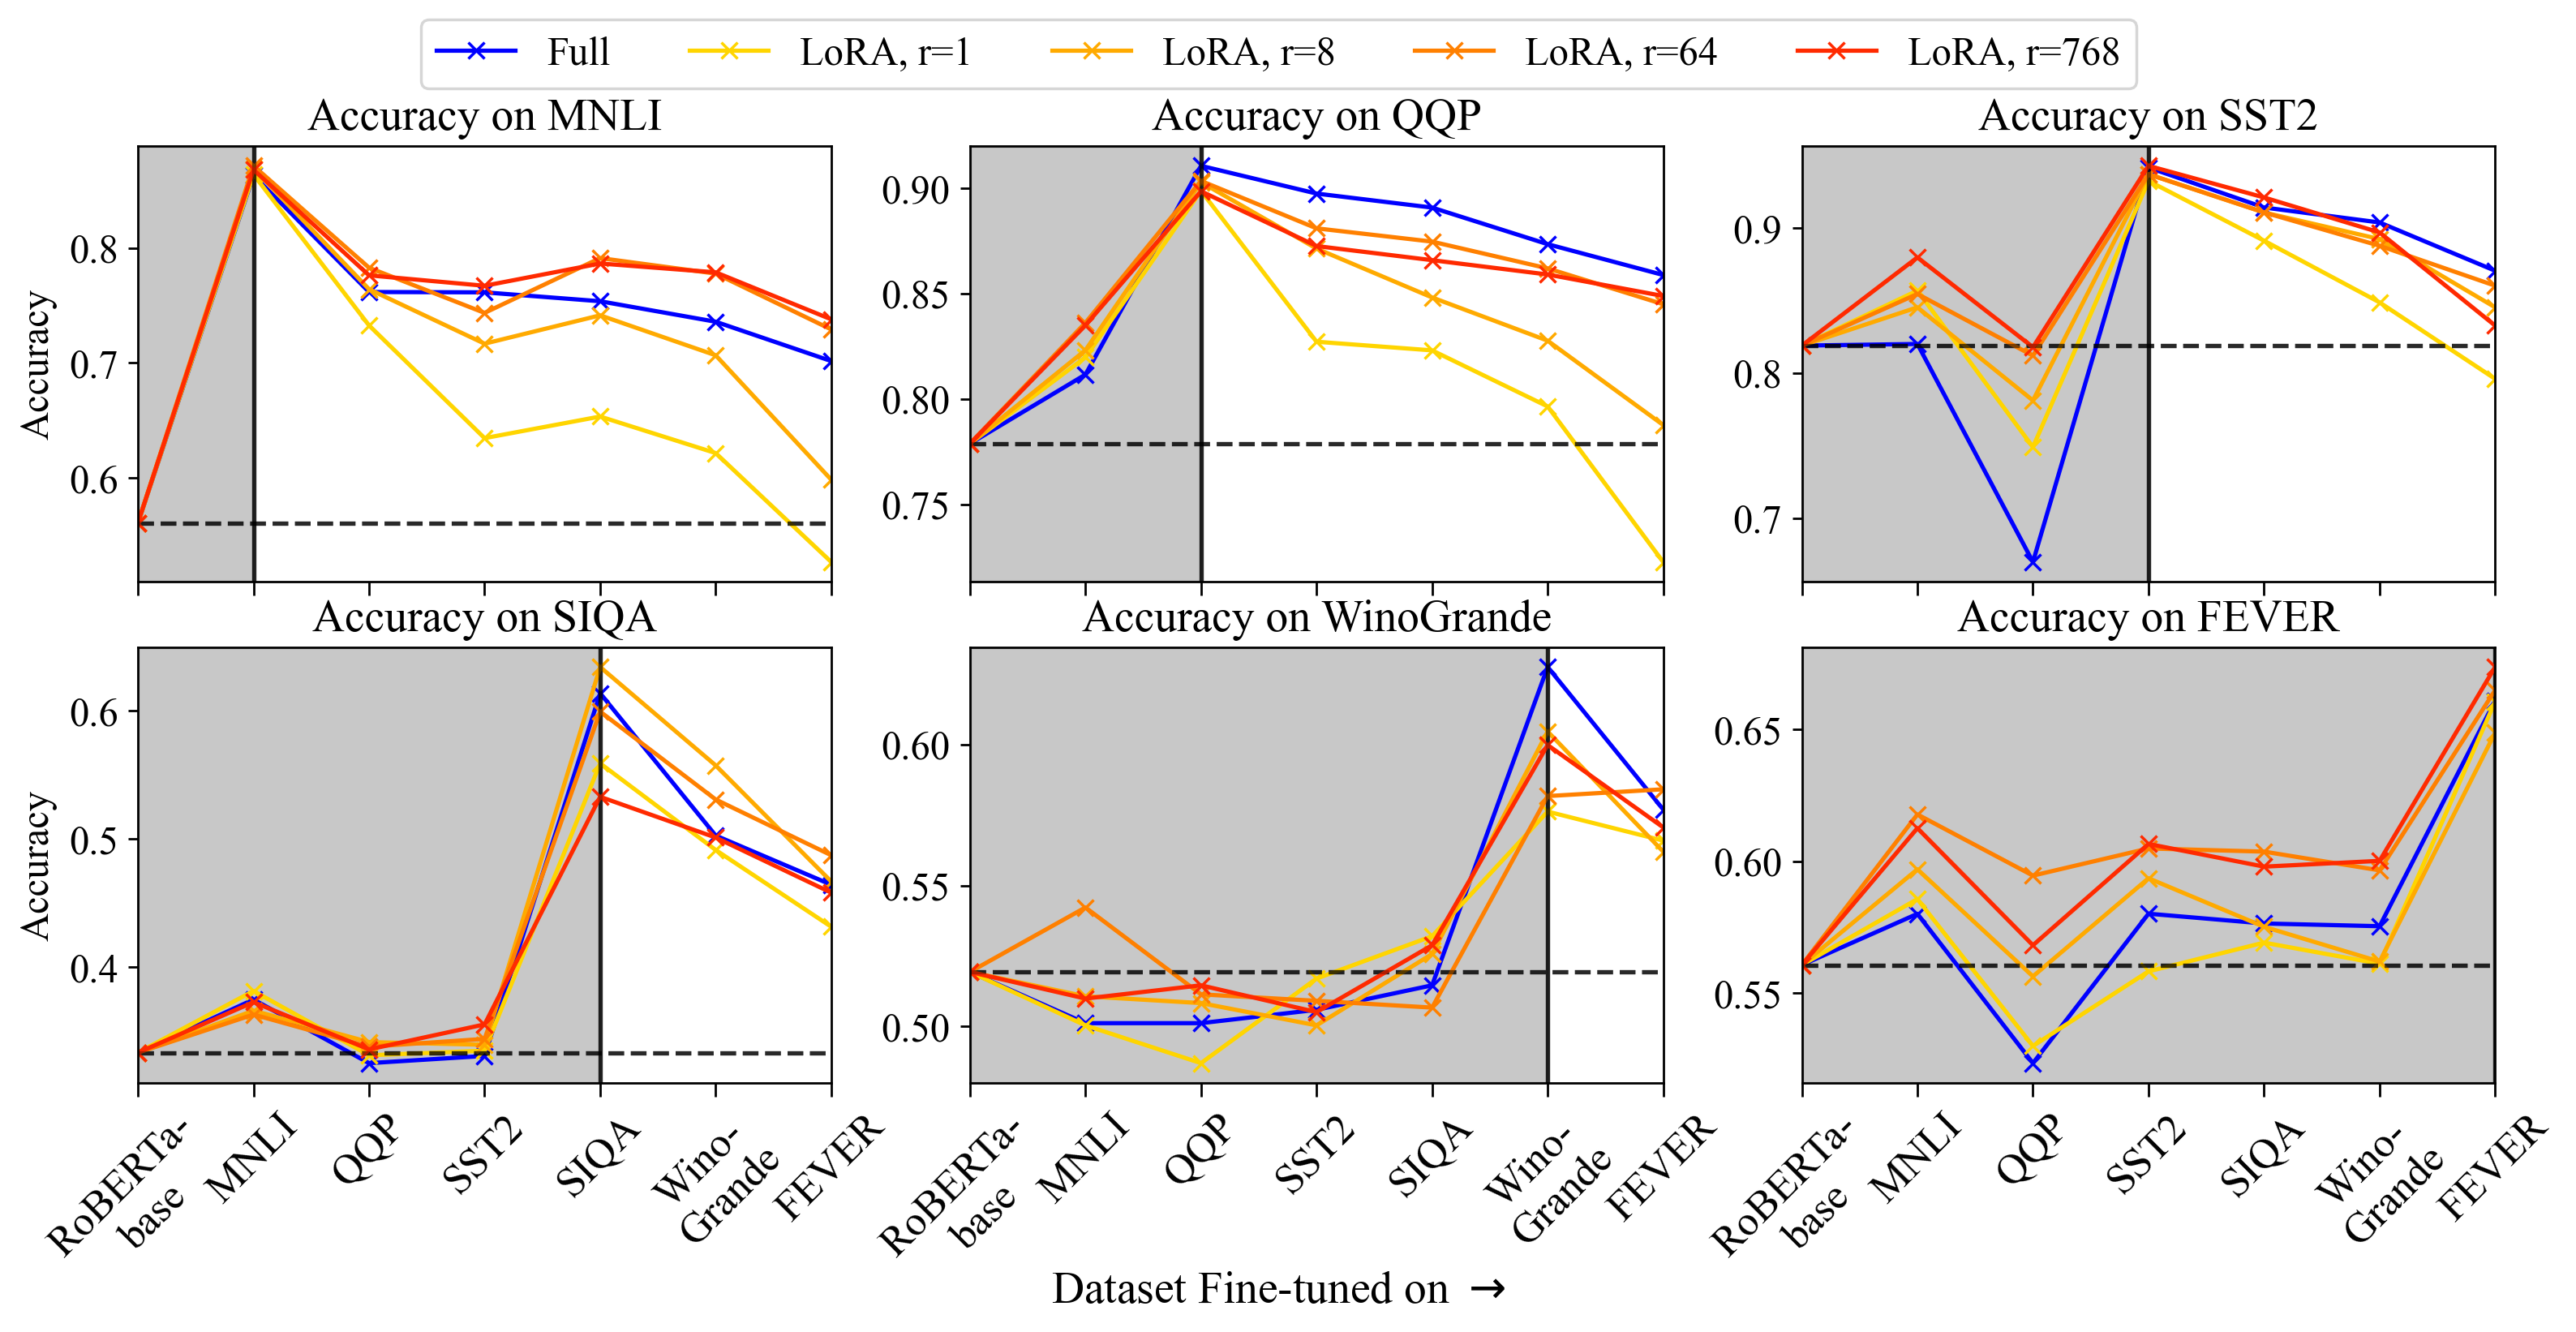 Full
LoRA, r=1
LoRA, r=8
LoRA, r=64
LoRA, r=768
Accuracy on MNLI
Accuracy
0.8
0.7
0.6
Accuracy on QQP
0.90
0.85
0.80
0.75
Accuracy on SST2
0.9
0.8
0.7
Accuracy on SIQA
Accuracy
0.6
0.5
0.4
RoBERTa-
base
MNLI
QQP
SST2
SIQA
Wino-
Grande
FEVER
Accuracy on WinoGrande
0.60
0.55
0.50
RoBERTa-
base
MNLI
QQP
SST2
SIQA
Wino-
Grande
FEVER
Accuracy on FEVER
0.65
0.60
0.55
RoBERTa-
base
MNLI
QQP
SST2
SIQA
Wino-
Grande
FEVER
Dataset Fine-tuned on →